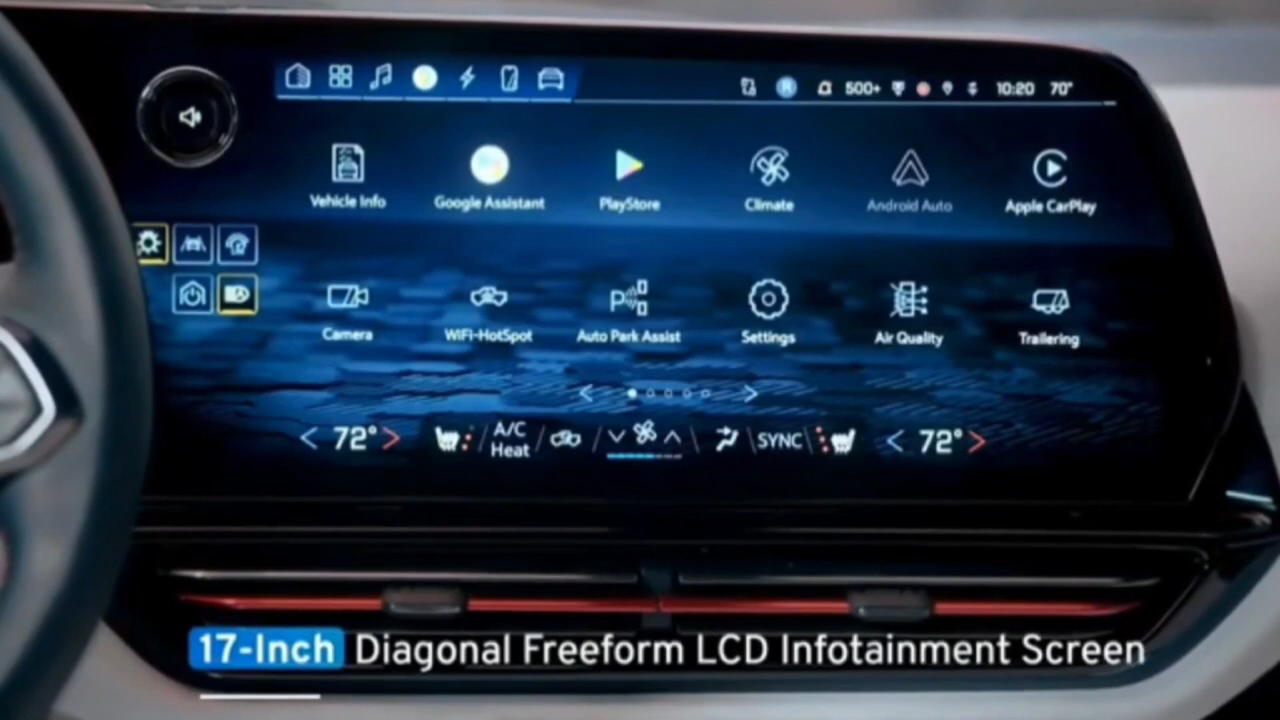 500+ 10:20 70°
Vehicle Info Google Assistant PlayStore Climate Android Auto Apple CarPlay
Camera WiFi-HotSpot Auto Park Assist Settings Air Quality Trailering
72° A/C SYNC 72°
Heat
17-Inch Diagonal Freeform LCD Infotainment Screen